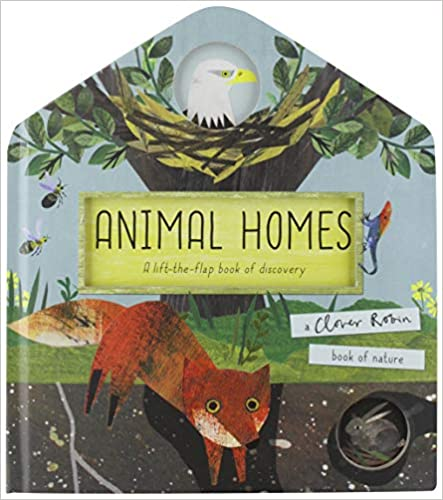 ANIMAL HOMES
A lift-the-flap book of discovery
a Clover Robin
book of nature